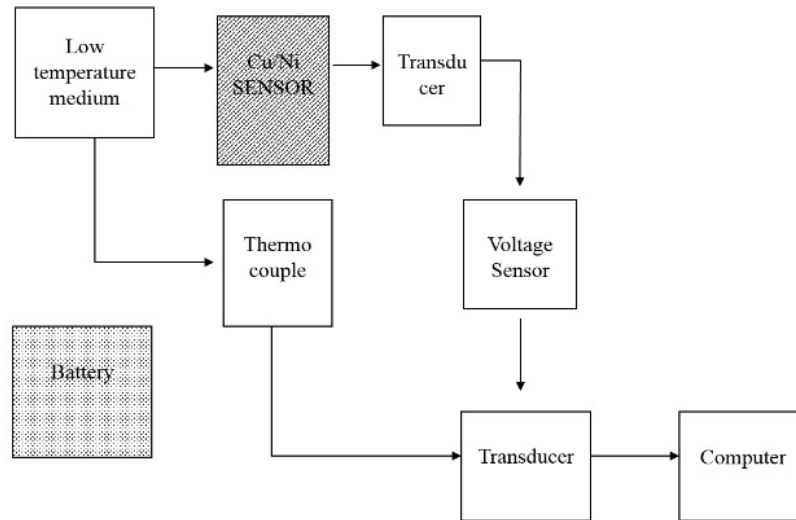 Low
temperature
medium
Cu/Ni
SENSOR
Transdu
cer
Thermo
couple
Voltage
Sensor
Battery
Transducer
Computer